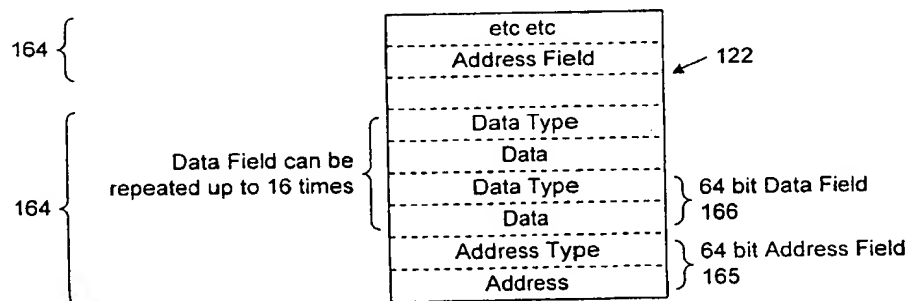 etc etc
164
Address Field
122
Data Type
Data Field can be
Data
repeated up to 16 times
Data Type
64 bit Data Field
164
166
Data
Address Type
64 bit Address Field
165
Address